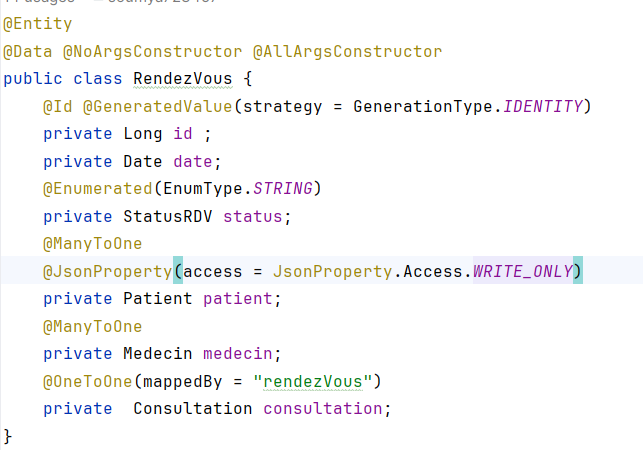 @Entity
@Data @NoArgsConstructor @AllArgsConstructor
public class RendezVous {
@Id @GeneratedValue(strategy = GenerationType.IDENTITY)
private Long id ;
private Date date;
@Enumerated(EnumType.STRING)
private StatusRDV status;
@ManyToOne
@JsonProperty(access = JsonProperty.Access.WRITE_ONLY)
private Patient patient;
@ManyToOne
private Medecin medecin;
@OneToOne(mappedBy = "rendezVous")
private  Consultation consultation;
}